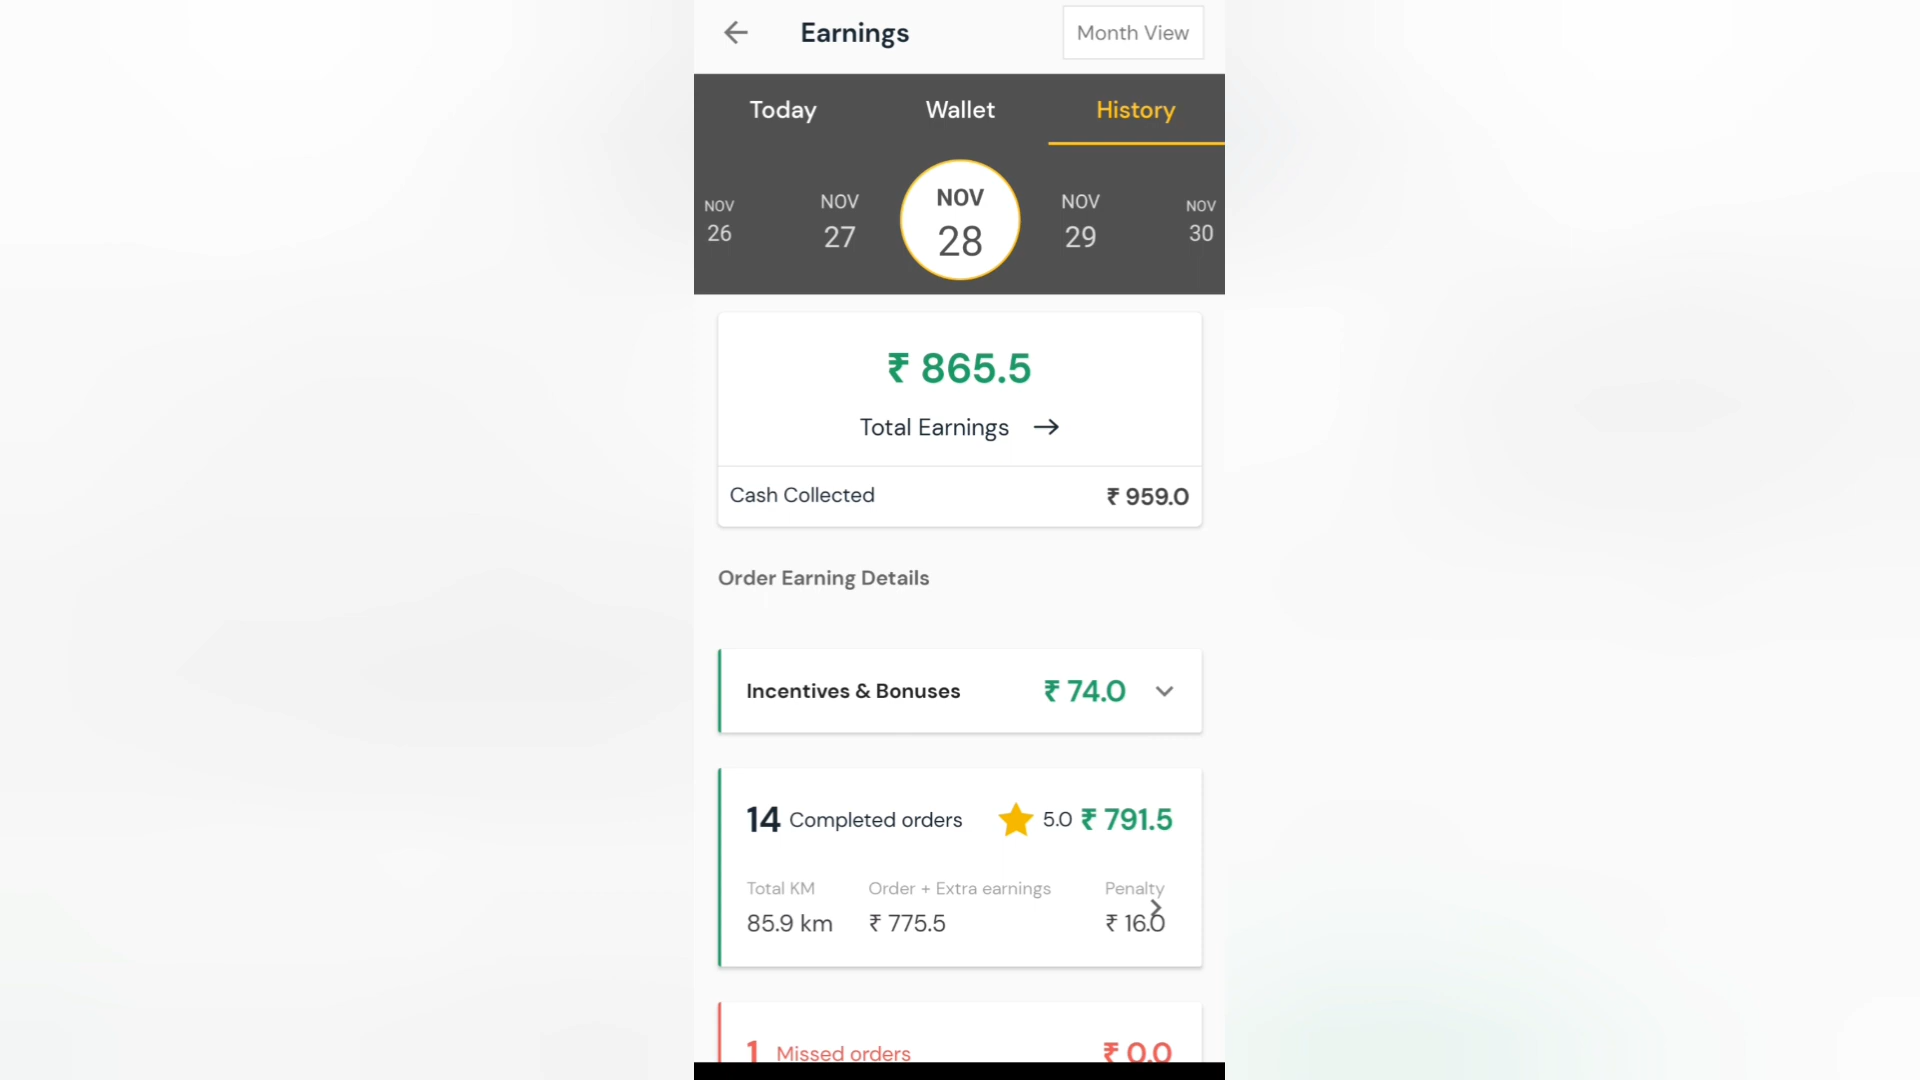 Earnings
Month View
Today Wallet History
NOV NOV NOV NOV NOV
26 27 28 29 30
₹ 865.5
Total Earnings
Cash Collected ₹ 959.0
Order Earning Details
Incentives & Bonuses ₹ 74.0
14 Completed orders 5.0 ₹ 791.5
Total KM Order + Extra earnings Penalty
85.9 km ₹ 775.5 ₹ 16.0
1 Missed orders ₹ 0.0